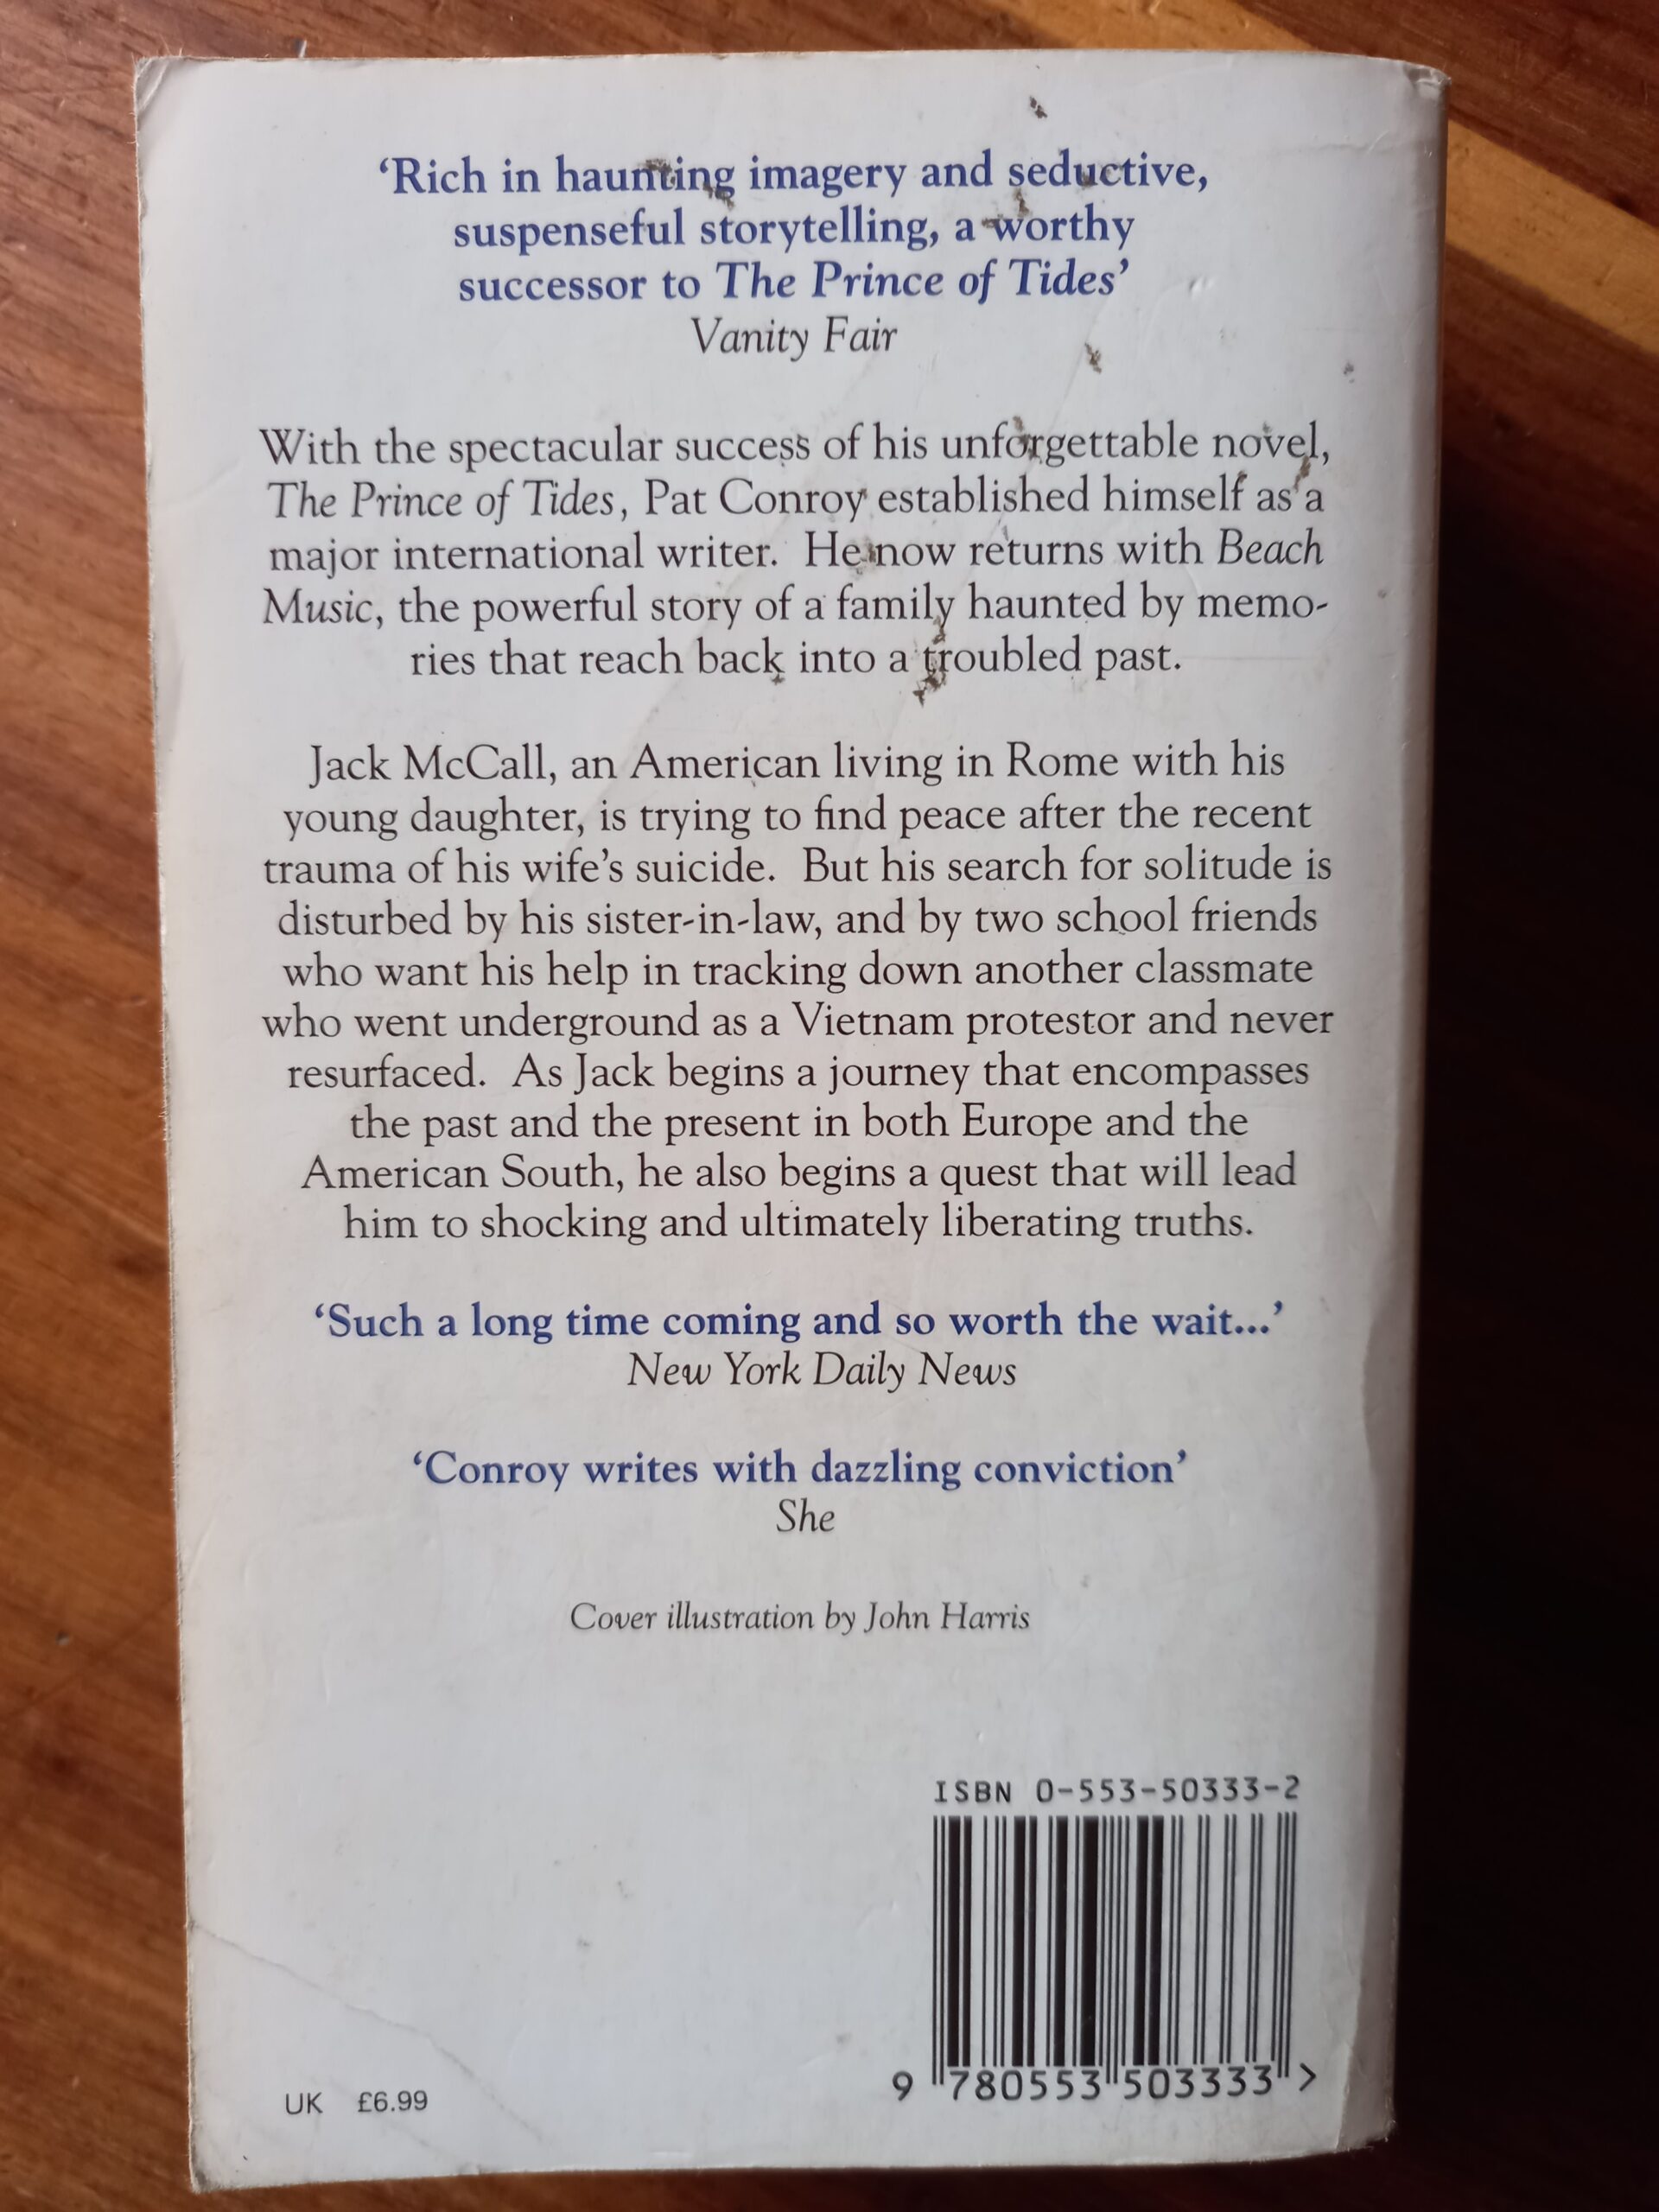 ‘Rich in haunting imagery and seductive,
suspenseful storytelling, a worthy
successor to The Prince of Tides’
Vanity Fair
With the spectacular success of his unforgettable novel,
The Prince of Tides, Pat Conroy established himself as a
major international writer.  He now returns with Beach
Music, the powerful story of a family haunted by memo-
ries that reach back into a troubled past.
Jack McCall, an American living in Rome with his
young daughter, is trying to find peace after the recent
trauma of his wife’s suicide.  But his search for solitude is
disturbed by his sister-in-law, and by two school friends
who want his help in tracking down another classmate
who went underground as a Vietnam protestor and never
resurfaced.  As Jack begins a journey that encompasses
the past and the present in both Europe and the
American South, he also begins a quest that will lead
him to shocking and ultimately liberating truths.
‘Such a long time coming and so worth the wait...’
New York Daily News
‘Conroy writes with dazzling conviction’
She
Cover illustration by John Harris
ISBN 0-553-50333-2
9 780553 503333 >
UK £6.99